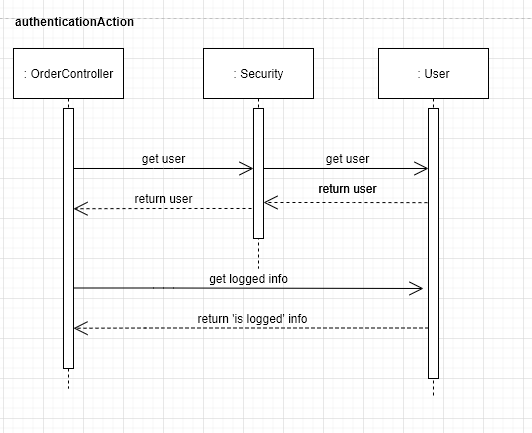 authenticationAction
: OrderController
: Security
: User
get user
get user
return user
return user
get logged info
return 'is logged' info